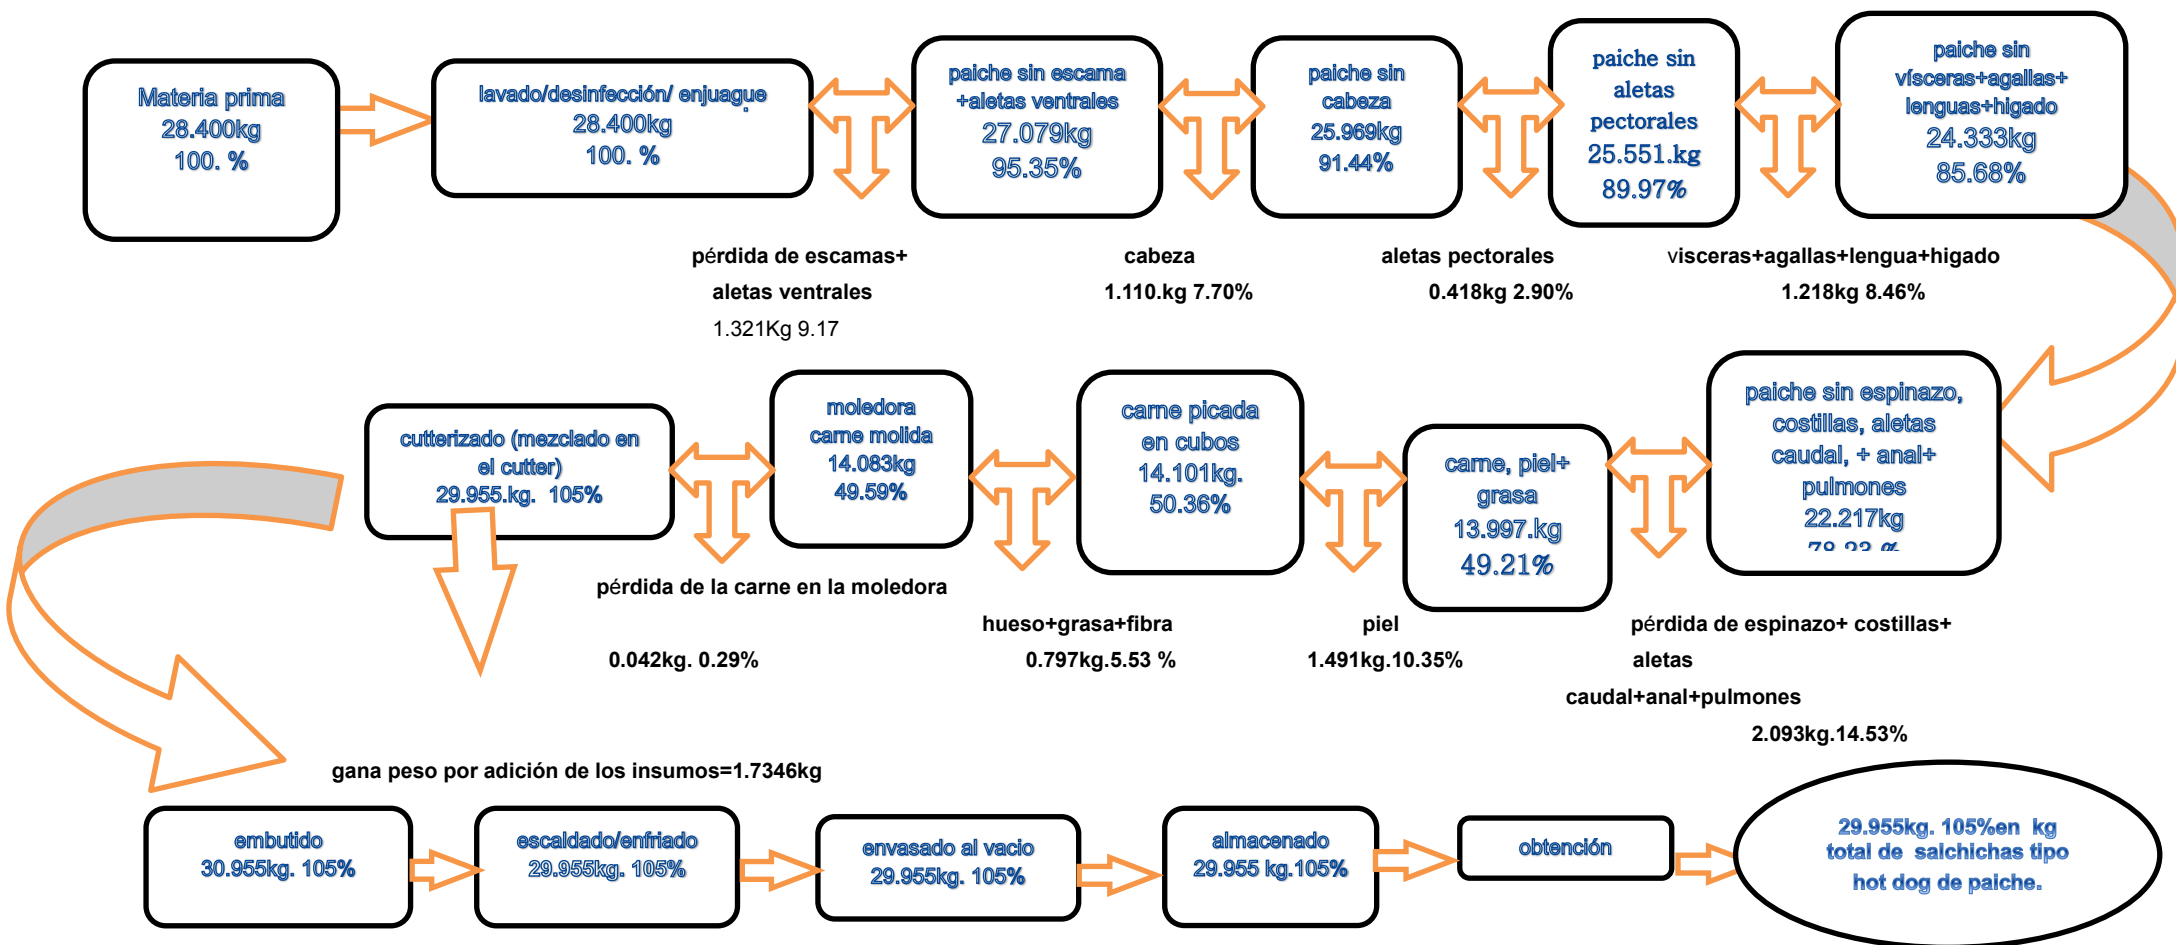 Materia prima
28.400kg
100. %
lavado/desinfección/ enjuague
28.400kg
100. %
paiche sin escama
+aletas ventrales
27.079kg
95.35%
paiche sin
cabeza
25.969kg
91.44%
paiche sin
aletas
pectorales
25.551.kg
89.97%
paiche sin
vísceras+agallas+
lenguas+higado
24.333kg
85.68%
pérdida de escamas+
aletas ventrales
1.321Kg 9.17
cabeza
1.110.kg 7.70%
aletas pectorales
0.418kg 2.90%
visceras+agallas+lengua+higado
1.218kg 8.46%
paiche sin espinazo,
costillas, aletas
caudal, + anal+
pulmones
22.217kg
78.23 %
carne, piel+
grasa
13.997.kg
49.21%
carne picada
en cubos
14.101kg.
50.36%
moledora
carne molida
14.083kg
49.59%
cutterizado (mezclado en
el cutter)
29.955.kg. 105%
pérdida de espinazo+ costillas+
aletas
caudal+anal+pulmones
2.093kg.14.53%
piel
1.491kg.10.35%
hueso+grasa+fibra
0.797kg.5.53 %
pérdida de la carne en la moledora
0.042kg. 0.29%
gana peso por adición de los insumos=1.7346kg
embutido
30.955kg. 105%
escaldado/enfriado
29.955kg. 105%
envasado al vacio
29.955kg. 105%
almacenado
29.955 kg.105%
obtención
29.955kg. 105%en kg
total de salchichas tipo
hot dog de paiche.